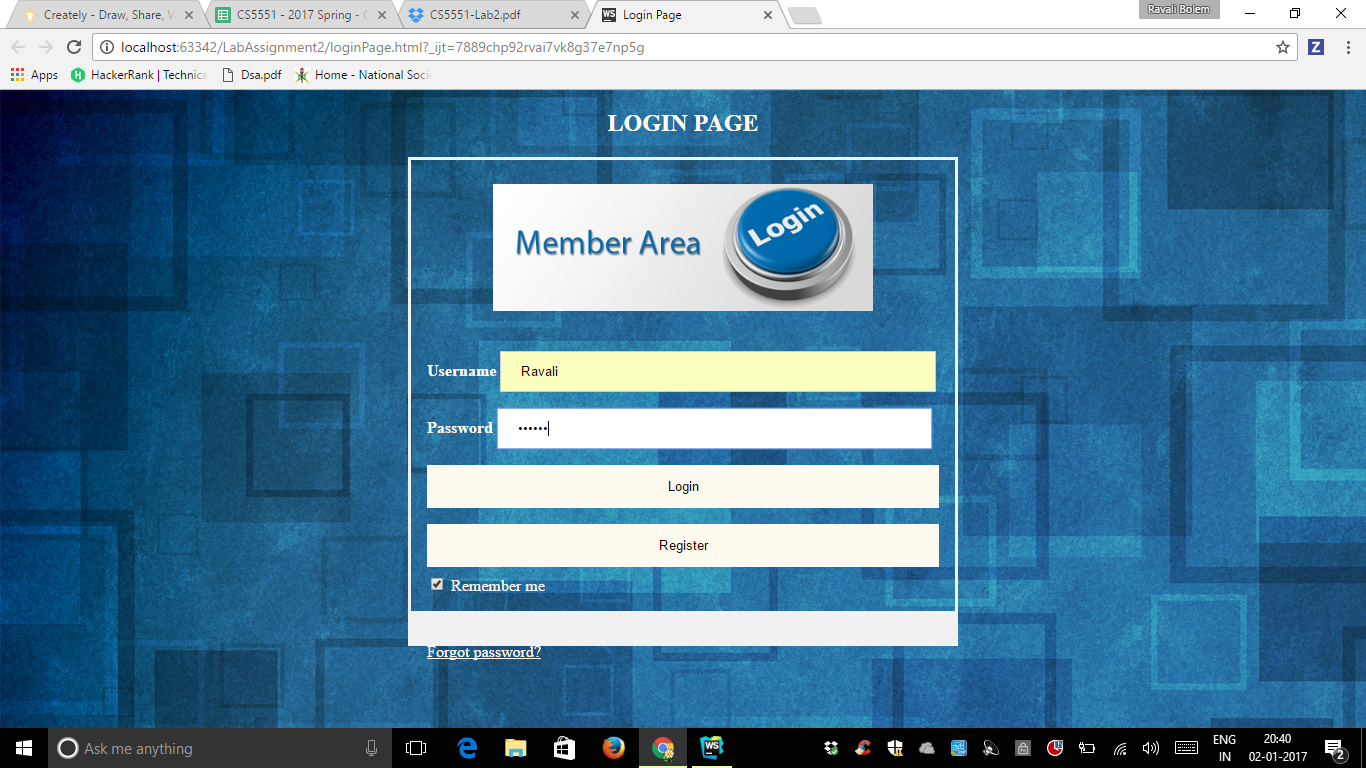 Creately - Draw, Share, V
CS5551 - 2017 Spring - G
CS5551-Lab2.pdf
WS Login Page
Ravali Bolem
localhost:63342/LabAssignment2/loginPage.html?_ijt=7889chp92rvai7vk8g37e7np5g
Z
Apps
HackerRank | Technica
Dsa.pdf
Home - National Soci
LOGIN PAGE
Member Area
Login
Username
Ravali
Password
••••••
Login
Register
Remember me
Forgot password?
Ask me anything
WS
ENG
IN
20:40
02-01-2017
2